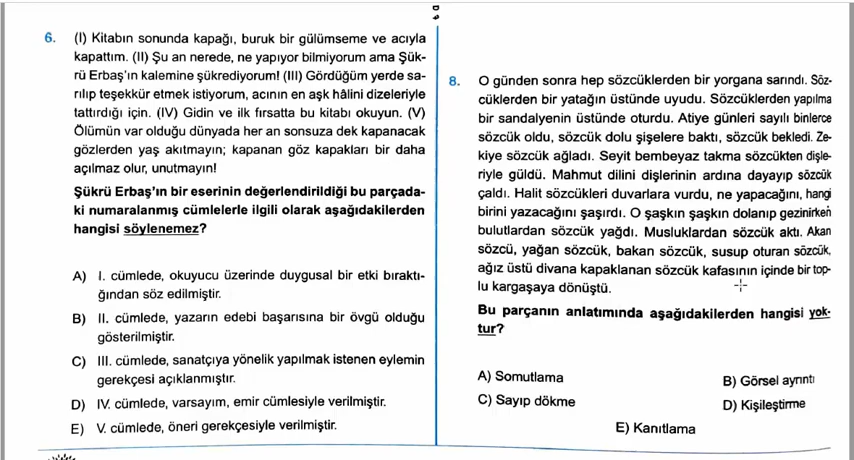 6. (I) Kitabın sonunda kapağı, buruk bir gülümseme ve acıyla
kapattım. (II) Şu an nerede, ne yapıyor bilmiyorum ama Şük-
rü Erbaş'ın kalemine şükrediyorum! (III) Gördüğüm yerde sa-
rılıp teşekkür etmek istiyorum, acının en aşk hâlini dizeleriyle
tattırdığı için. (IV) Gidin ve ilk fırsatta bu kitabı okuyun. (V)
Ölümün var olduğu dünyada her an sonsuza dek kapanacak
gözlerden yaş akıtmayın; kapanan göz kapakları bir daha
açılmaz olur, unutmayın!
Şükrü Erbaş'ın bir eserinin değerlendirildiği bu parçada-
ki numaralanmış cümlelerle ilgili olarak aşağıdakilerden
hangisi söylenemez?
A) I. cümlede, okuyucu üzerinde duygusal bir etki bıraktı-
ğından söz edilmiştir.
B) II. cümlede, yazarın edebi başarısına bir övgü olduğu
gösterilmiştir.
C) III. cümlede, sanatçıya yönelik yapılmak istenen eylemin
gerekçesi açıklanmıştır.
D) IV. cümlede, varsayım, emir cümlesiyle verilmiştir.
E) V. cümlede, öneri gerekçesiyle verilmiştir.
8. O günden sonra hep sözcüklerden bir yorgana sarındı. Söz-
cüklerden bir yatağın üstünde uyudu. Sözcüklerden yapılma
bir sandalyenin üstünde oturdu. Atiye günleri sayılı binlerce
sözcük oldu, sözcük dolu şişelere baktı, sözcük bekledi. Ze-
kiye sözcük ağladı. Seyit bembeyaz takma sözcükten dişle-
riyle güldü. Mahmut dilini dişlerinin ardına dayayıp sözcük
çaldı. Halit sözcükleri duvarlara vurdu, ne yapacağını, hangi
birini yazacağını şaşırdı. O şaşkın şaşkın dolanıp gezinirken
bulutlardan sözcük yağdı. Musluklardan sözcük aktı. Akan
sözcü, yağan sözcük, bakan sözcük, susup oturan sözcük,
ağız üstü divana kapaklanan sözcük kafasının içinde bir top-
lu kargaşaya dönüştü.
Bu parçanın anlatımında aşağıdakilerden hangisi yok-
tur?
A) Somutlama B) Görsel ayrıntı
C) Sayıp dökme D) Kişileştirme
E) Kanıtlama